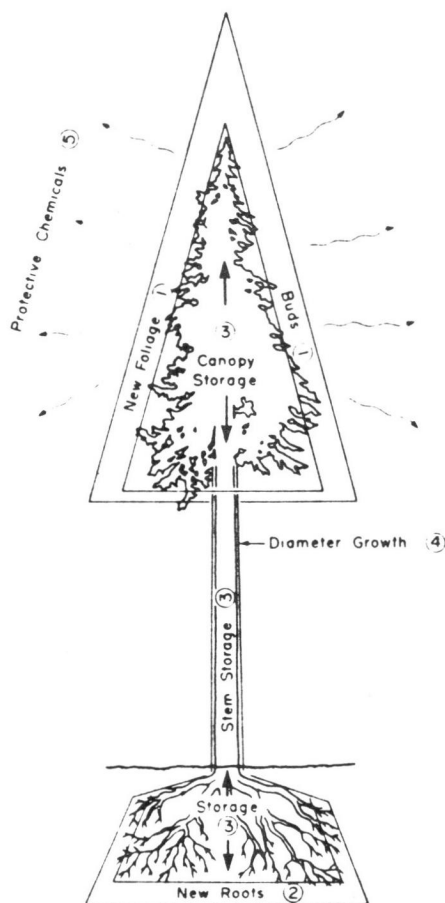 Protective Chemicals ⑤
New Foliage ①
Buds ①
③
Canopy
Storage
Diameter Growth ④
Stem Storage ③
Storage
③
New Roots ②